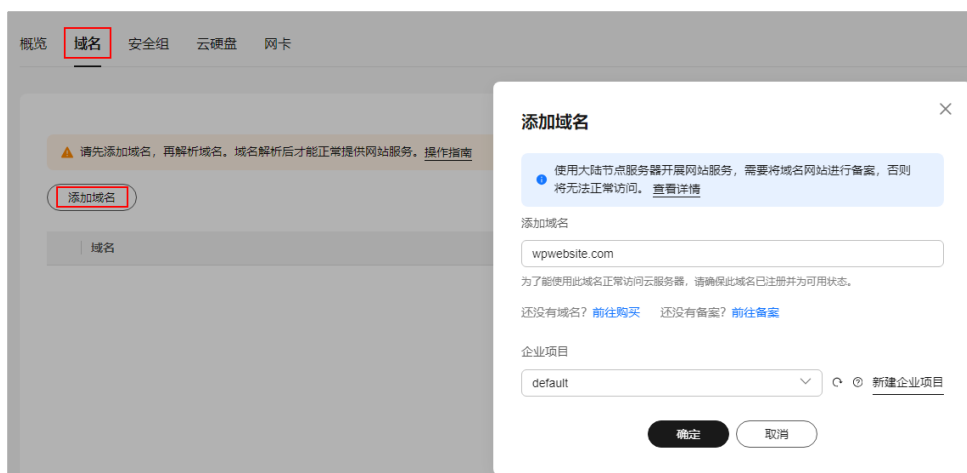 概览 域名 安全组 云硬盘 网卡
请先添加域名，再解析域名。域名解析后才能正常提供网站服务。操作指南
添加域名
域名
添加域名
使用大陆节点服务器开展网站服务，需要将域名网站进行备案，否则
将无法正常访问。 查看详情
添加域名
wpwebsite.com
为了能使用此域名正常访问云服务器，请确保此域名已注册并为可用状态。
还没有域名？前往购买 还没有备案？前往备案
企业项目
default 新建企业项目
确定 取消